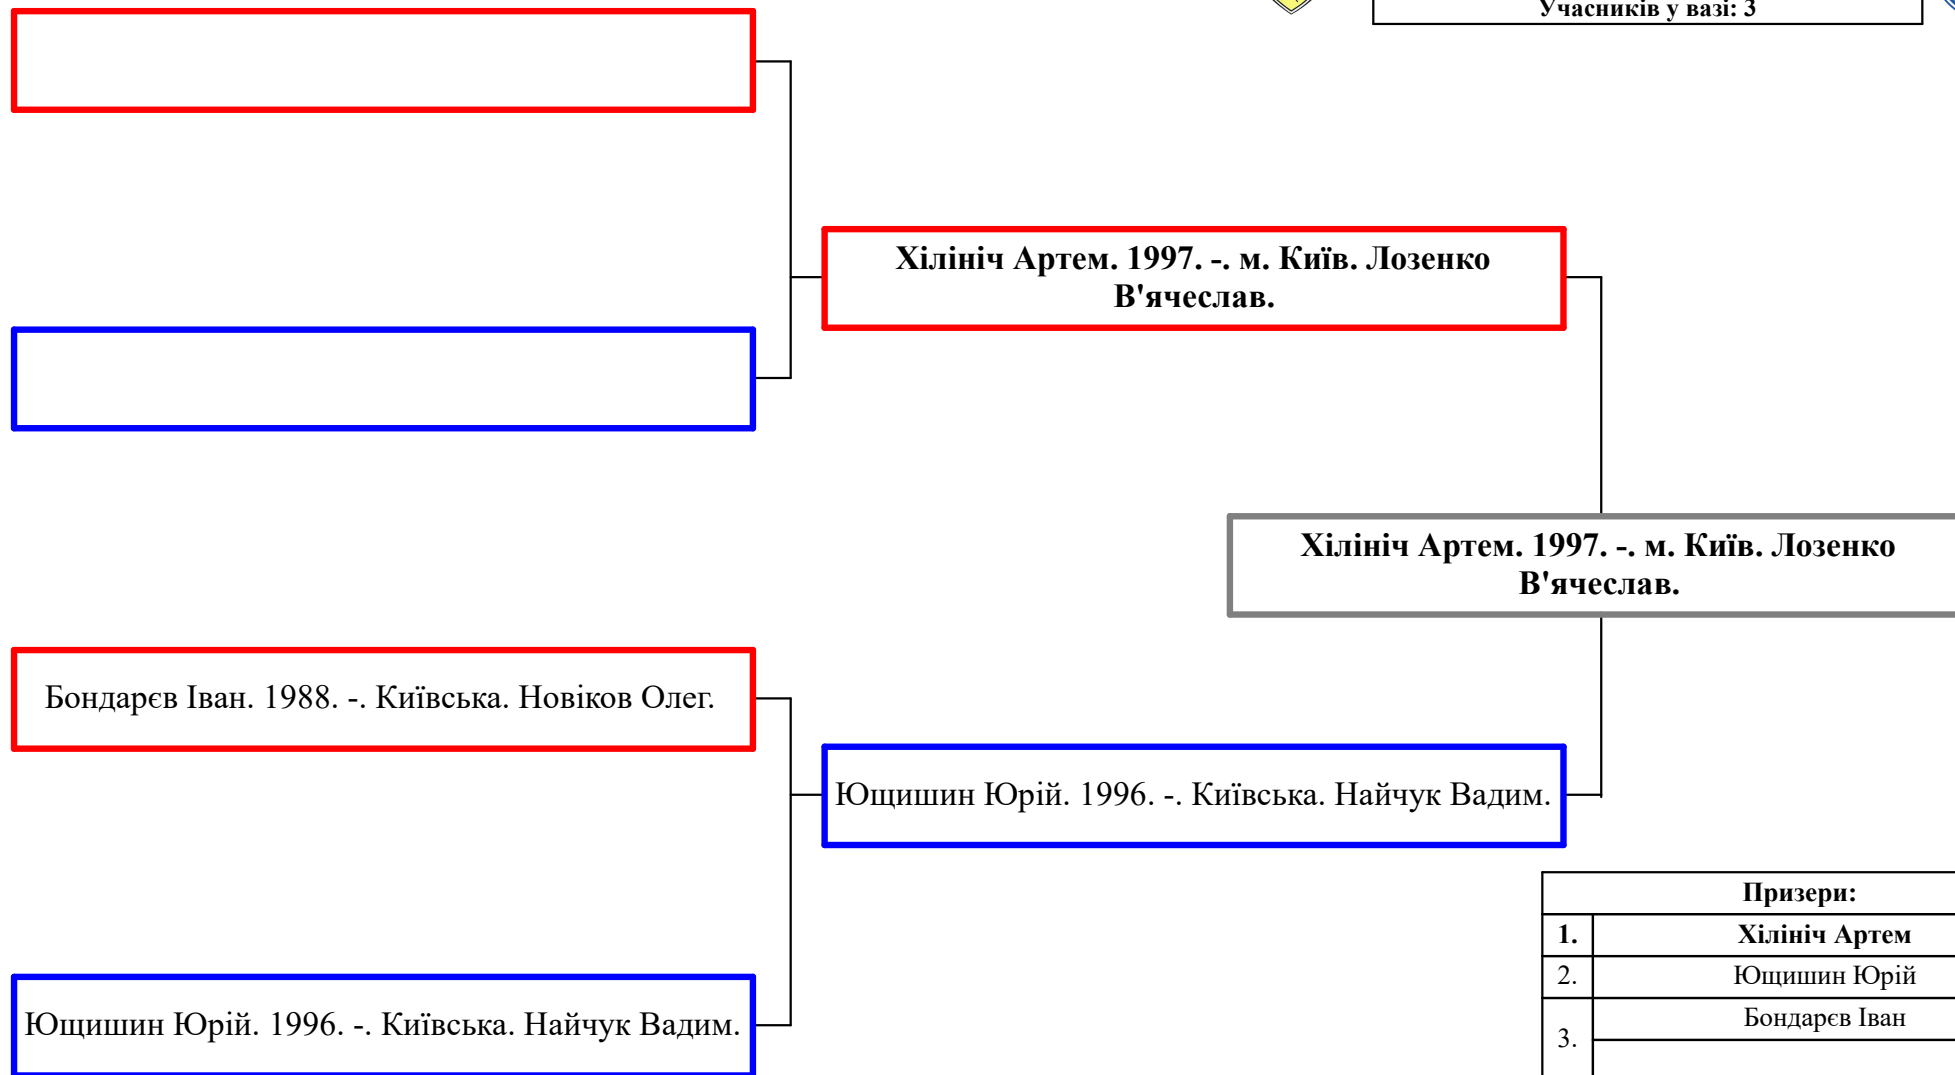 Учасників у вазі: 3
Хілініч Артем. 1997. -. м. Київ. Лозенко
В'ячеслав.
Хілініч Артем. 1997. -. м. Київ. Лозенко
В'ячеслав.
Бондарєв Іван. 1988. -. Київська. Новіков Олег.
Ющишин Юрій. 1996. -. Київська. Найчук Вадим.
Ющишин Юрій. 1996. -. Київська. Найчук Вадим.
Призери:
1. Хілініч Артем
2. Ющишин Юрій
3. Бондарєв Іван